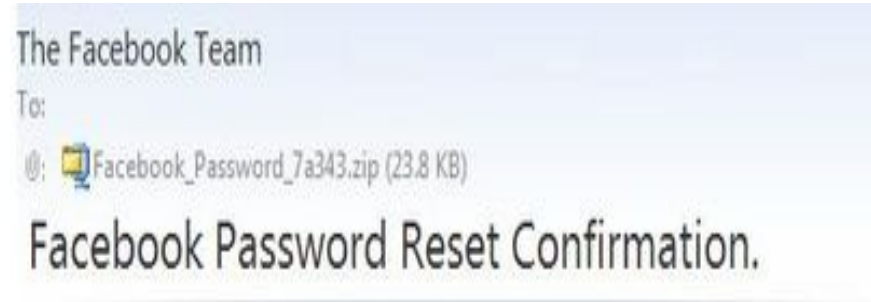 The Facebook Team
To:
@: Facebook_Password_7a343.zip (23.8 KB)
Facebook Password Reset Confirmation.